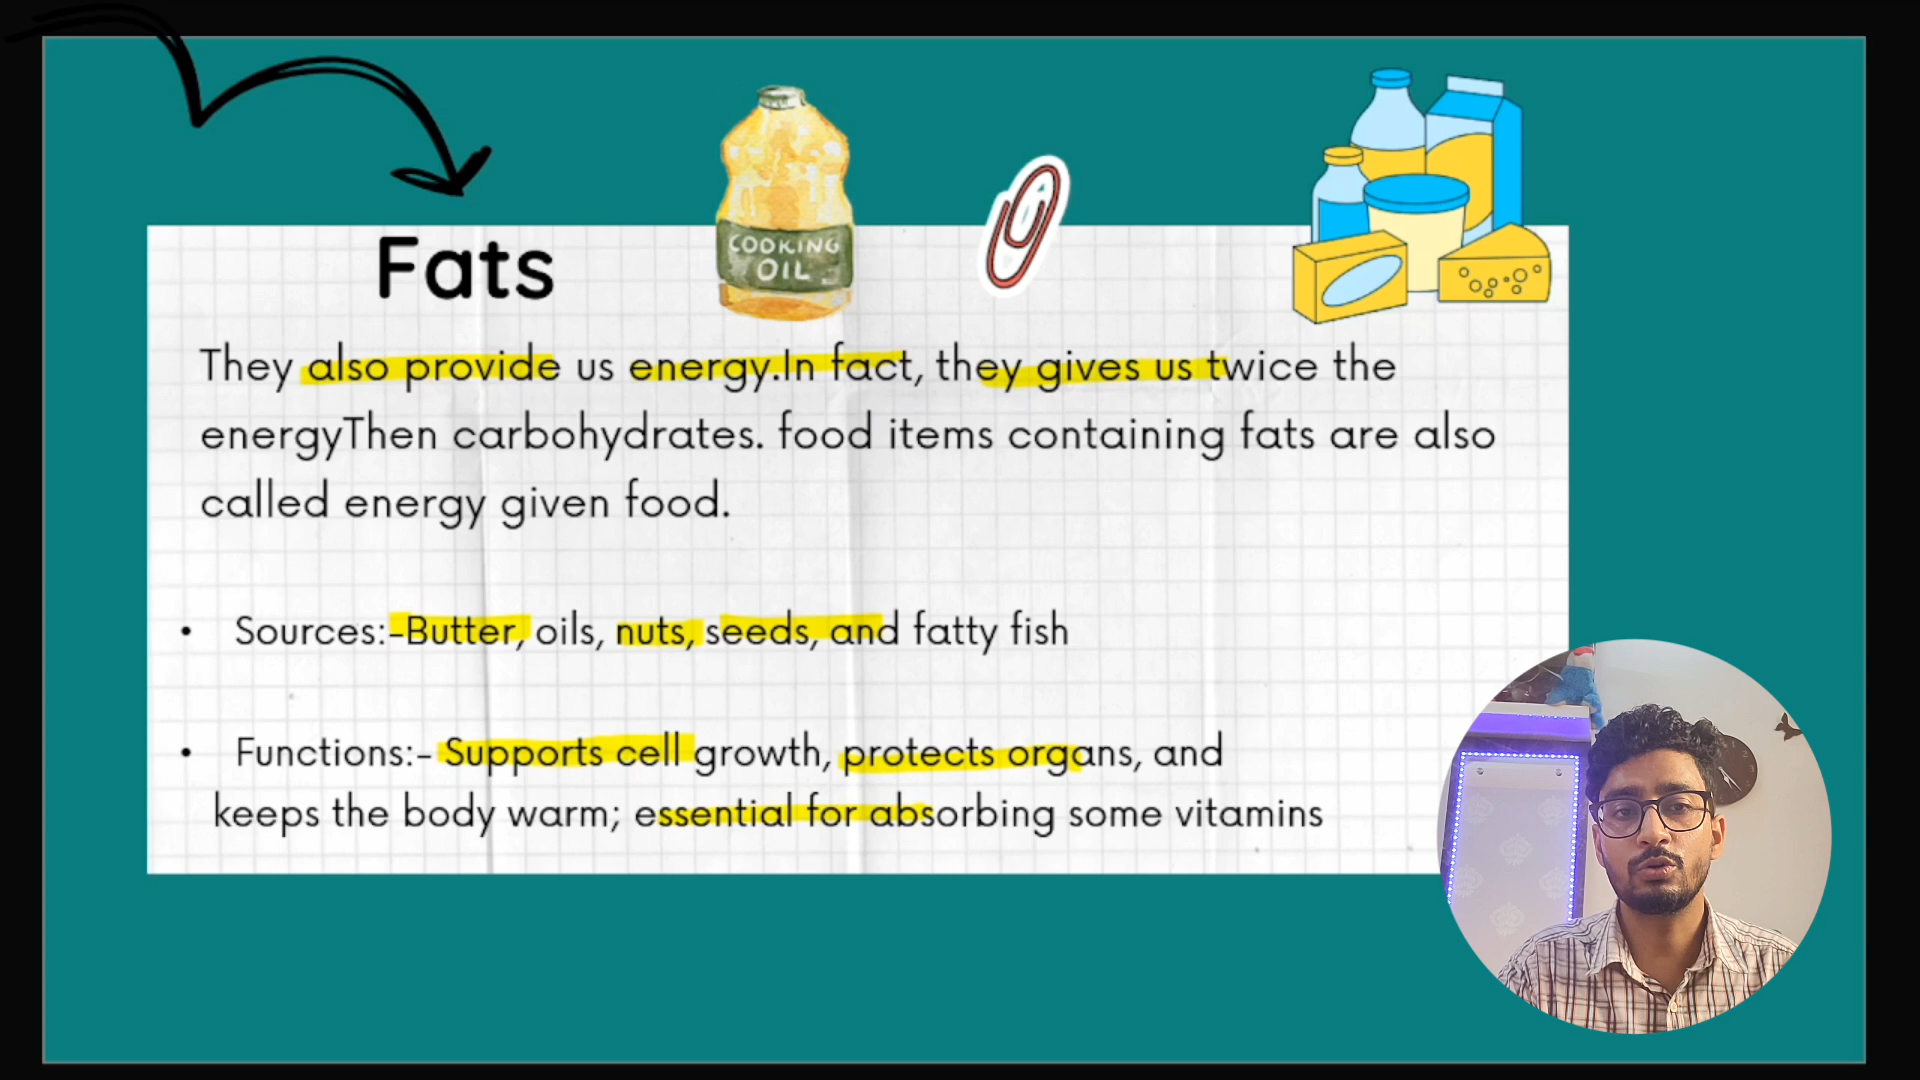 COOKING
OIL
Fats
They also provide us energy.In fact, they gives us twice the
energyThen carbohydrates. food items containing fats are also
called energy given food.
• Sources:-Butter, oils, nuts, seeds, and fatty fish
• Functions:- Supports cell growth, protects organs, and
keeps the body warm; essential for absorbing some vitamins